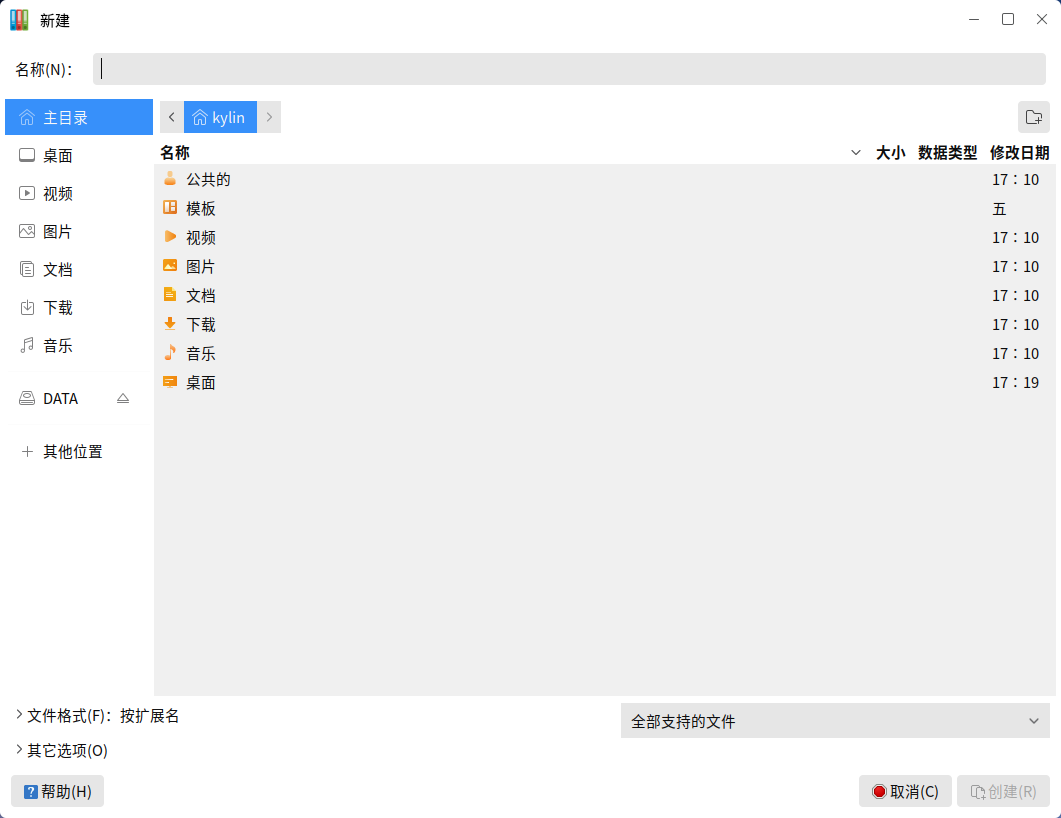 新建
名称(N)：
主目录
桌面
视频
图片
文档
下载
音乐
DATA
其他位置
kylin
名称 大小 数据类型 修改日期
公共的 17：10
模板 五
视频 17：10
图片 17：10
文档 17：10
下载 17：10
音乐 17：10
桌面 17：19
文件格式(F)：按扩展名
全部支持的文件
其它选项(O)
帮助(H)
取消(C)
创建(R)